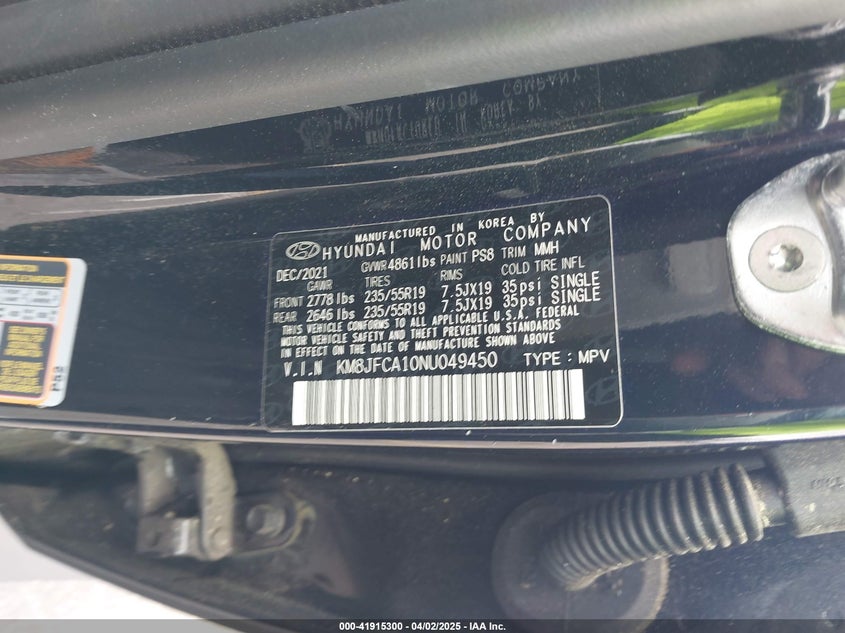 MANUFACTURED IN KOREA BY
HYUNDAI MOTOR COMPANY
DEC/2021 GVWR 4861 lbs PAINT PS8 TRIM MMH
GAWR TIRES RIMS COLD TIRE INFL
FRONT 2778 lbs 235/55R19 7.5JX19 35psi SINGLE
REAR 2646 lbs 235/55R19 7.5JX19 35psi SINGLE
THIS VEHICLE CONFORMS TO ALL APPLICABLE U.S.A. FEDERAL
MOTOR VEHICLE SAFETY, BUMPER, AND THEFT PREVENTION STANDARDS
IN EFFECT ON THE DATE OF MANUFACTURE SHOWN ABOVE
V.I.N KM8JFCA10NU049450 TYPE : MPV
000-41915300 | 04/02/2025 | IAA Inc.